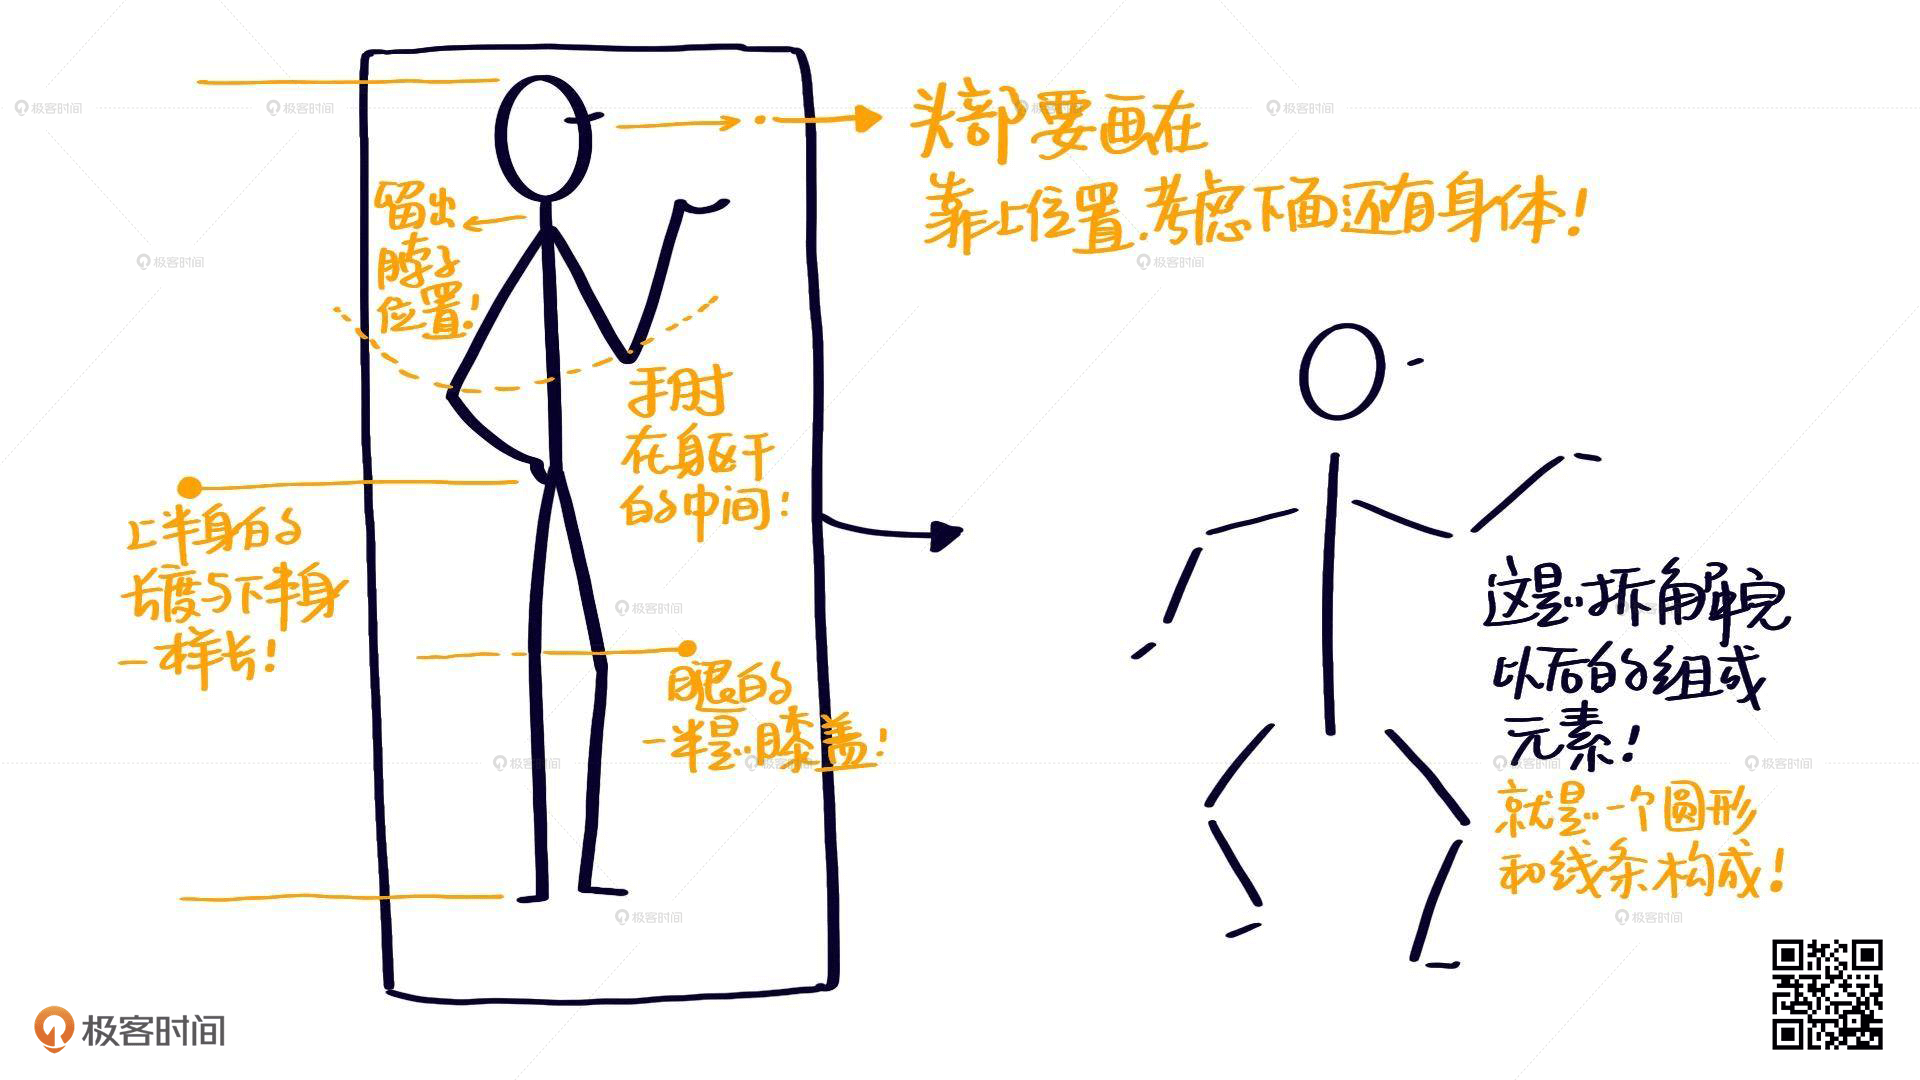 头部要画在
靠上位置.考虑下面还有身体!
留出
脖子
位置!
手肘
在身躯干
的中间!
上半身的
长度与下半身
一样长!
腿的
一半是膝盖!
这是拆解完
以后的组成
元素!
就是一个圆形
和线条构成!
极客时间